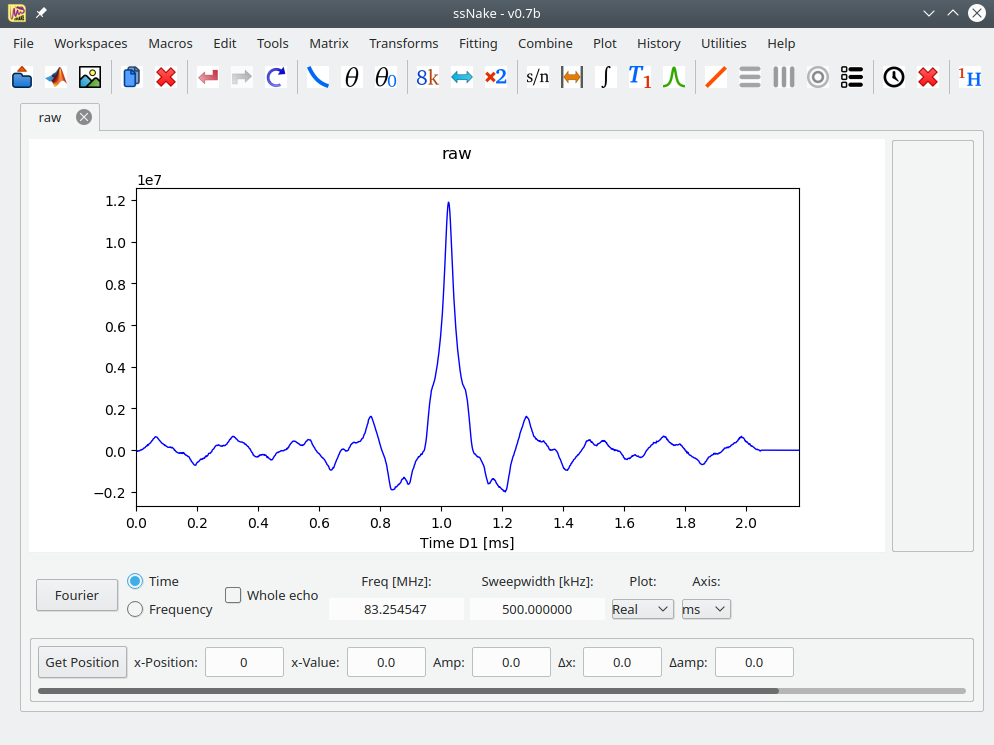 ssNake - v0.7b
File Workspaces Macros Edit Tools Matrix Transforms Fitting Combine Plot History Utilities Help
θ θ0 8k ×2 s/n ∫ T1 1H
raw
raw
1e7
1.2
1.0
0.8
0.6
0.4
0.2
0.0
−0.2
0.0 0.2 0.4 0.6 0.8 1.0 1.2 1.4 1.6 1.8 2.0
Time D1 [ms]
Fourier Time Frequency Whole echo
Freq [MHz]: Sweepwidth [kHz]: Plot: Axis:
83.254547 500.000000 Real ms
Get Position x-Position: 0 x-Value: 0.0 Amp: 0.0 Δx: 0.0 Δamp: 0.0